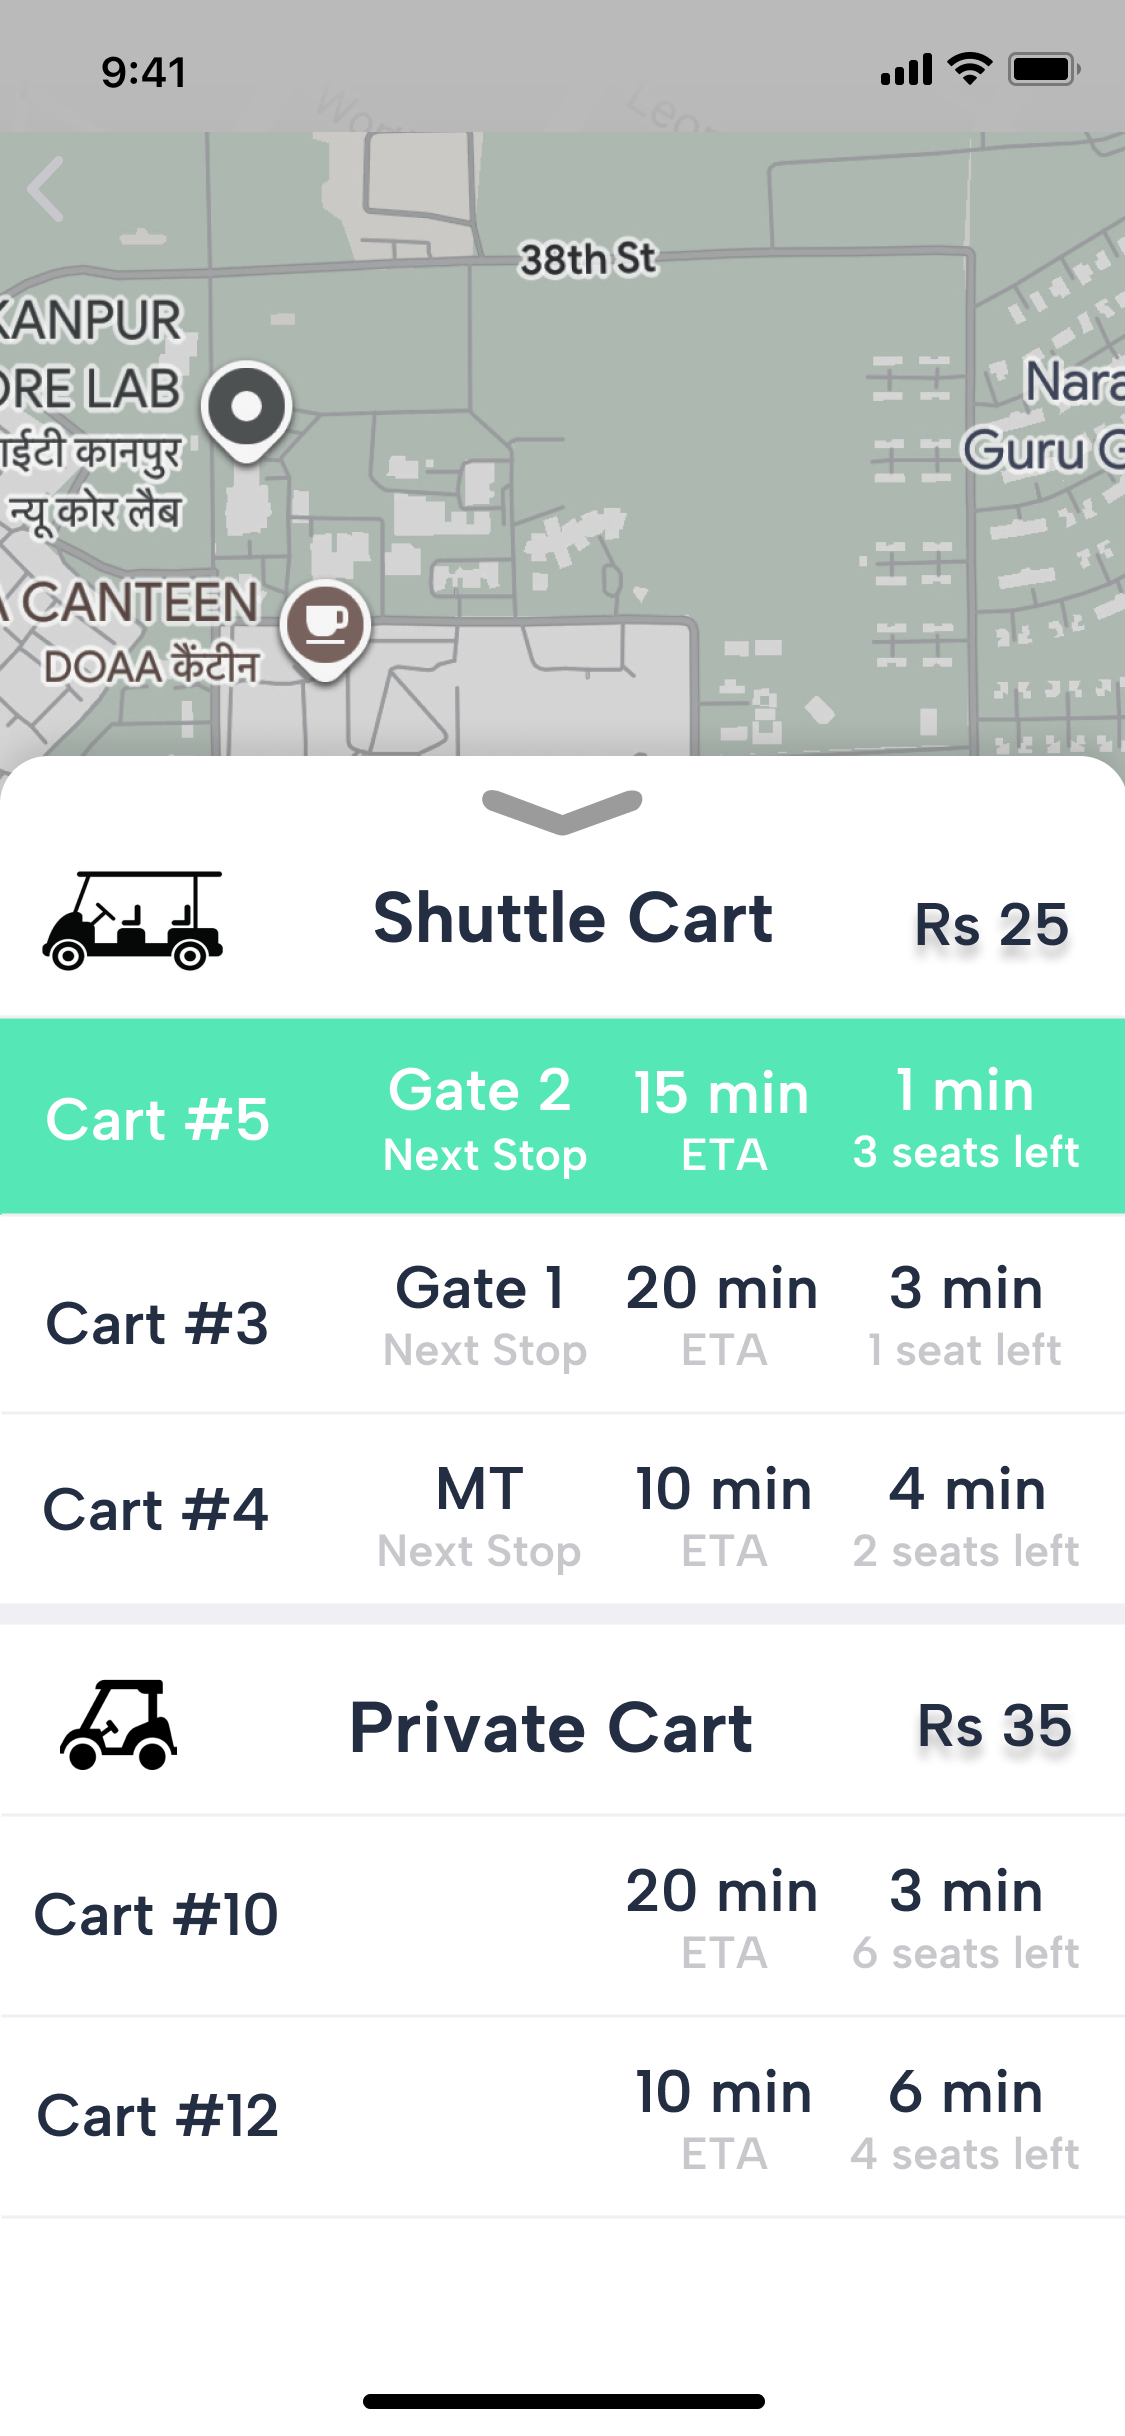 9:41
38th St
KANPUR
ORE LAB
कानपुर
न्यू कोर लैब
Guru
CANTEEN
DOAA कैंटीन
Shuttle Cart
Rs 25
Cart #5
Gate 2
Next Stop
15 min
ETA
1 min
3 seats left
Cart #3
Gate 1
Next Stop
20 min
ETA
3 min
1 seat left
Cart #4
MT
Next Stop
10 min
ETA
4 min
2 seats left
Private Cart
Rs 35
Cart #10
20 min
ETA
3 min
6 seats left
Cart #12
10 min
ETA
6 min
4 seats left